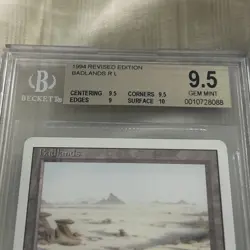 1994 REVISED EDITION
BADLANDS R L
BECKETT
CENTERING 9.5 CORNERS 9.5
EDGES 9 SURFACE 10
9.5
GEM MINT
0010728088
Badlands